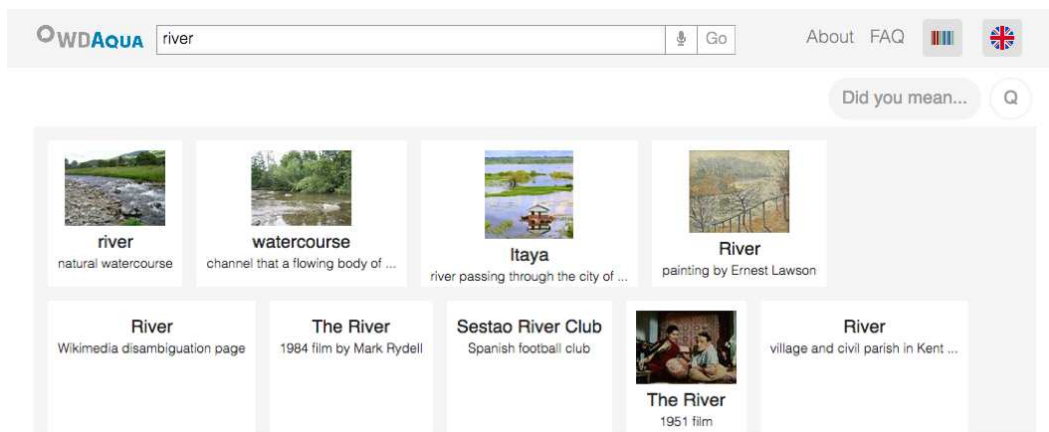 WDAQUA river Go About FAQ
Did you mean... Q
river
natural watercourse
watercourse
channel that a flowing body of ...
Itaya
river passing through the city of ...
River
painting by Ernest Lawson
River
Wikimedia disambiguation page
The River
1984 film by Mark Rydell
Sestao River Club
Spanish football club
The River
1951 film
River
village and civil parish in Kent ...